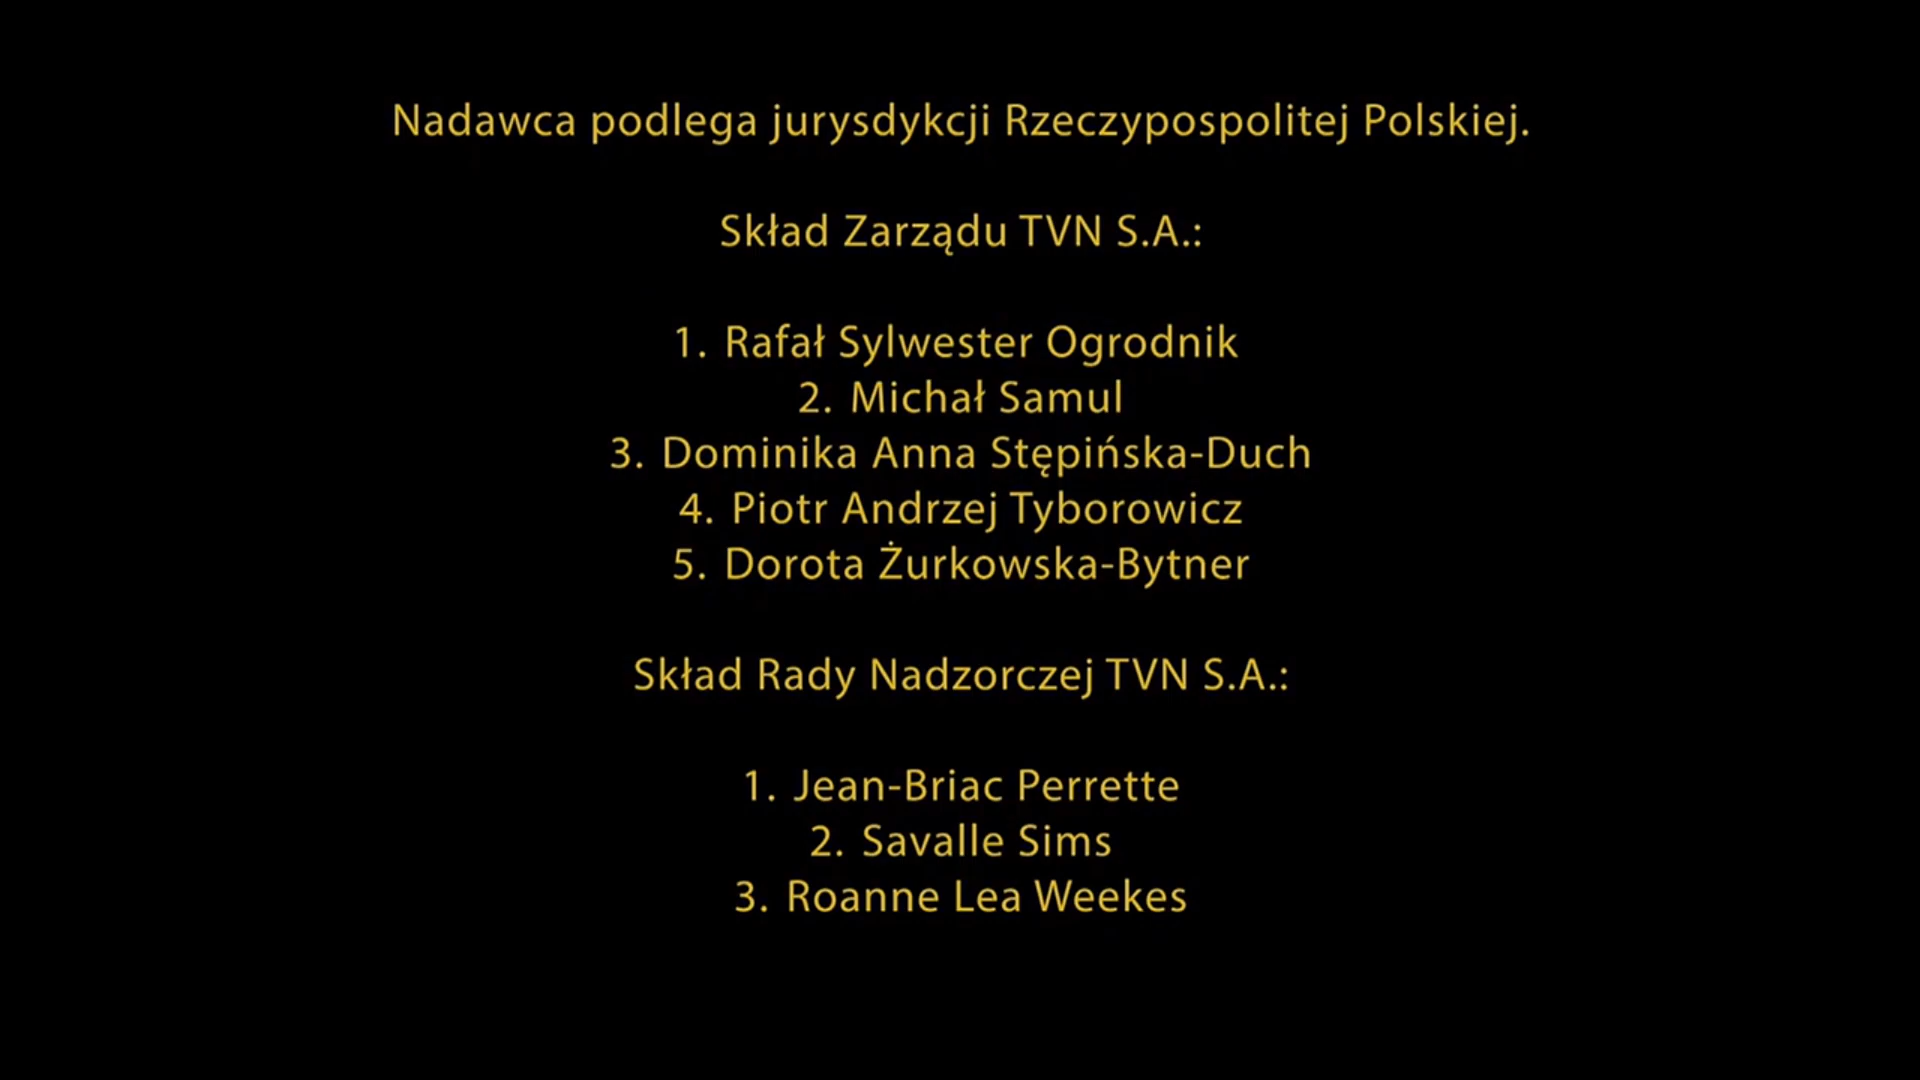 Nadawca podlega jurysdykcji Rzeczypospolitej Polskiej.
Skład Zarządu TVN S.A.:
1. Rafał Sylwester Ogrodnik
2. Michał Samul
3. Dominika Anna Stępińska-Duch
4. Piotr Andrzej Tyborowicz
5. Dorota Żurkowska-Bytner
Skład Rady Nadzorczej TVN S.A.:
1. Jean-Briac Perrette
2. Savalle Sims
3. Roanne Lea Weekes